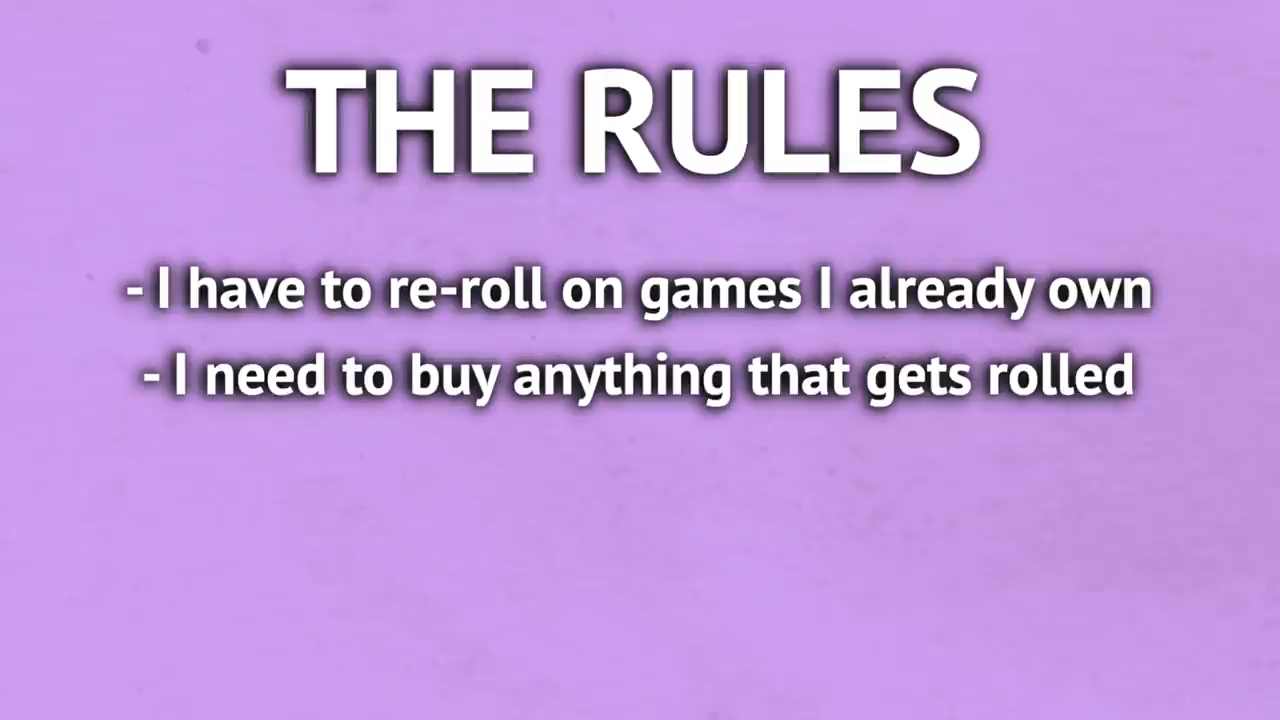 THE RULES
- I have to re-roll on games I already own
- I need to buy anything that gets rolled